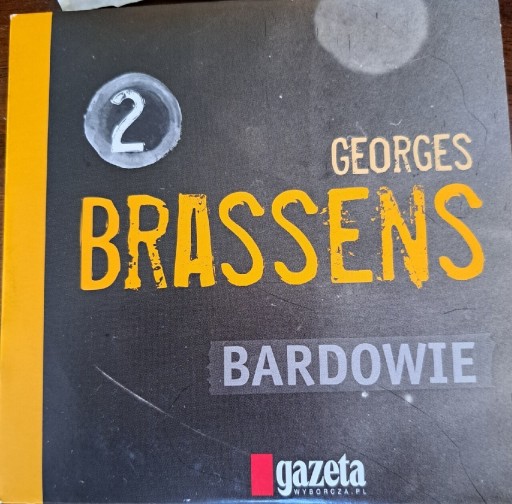 2
GEORGES
BRASSENS
BARDOWIE
gazeta
WYBORCZA.PL